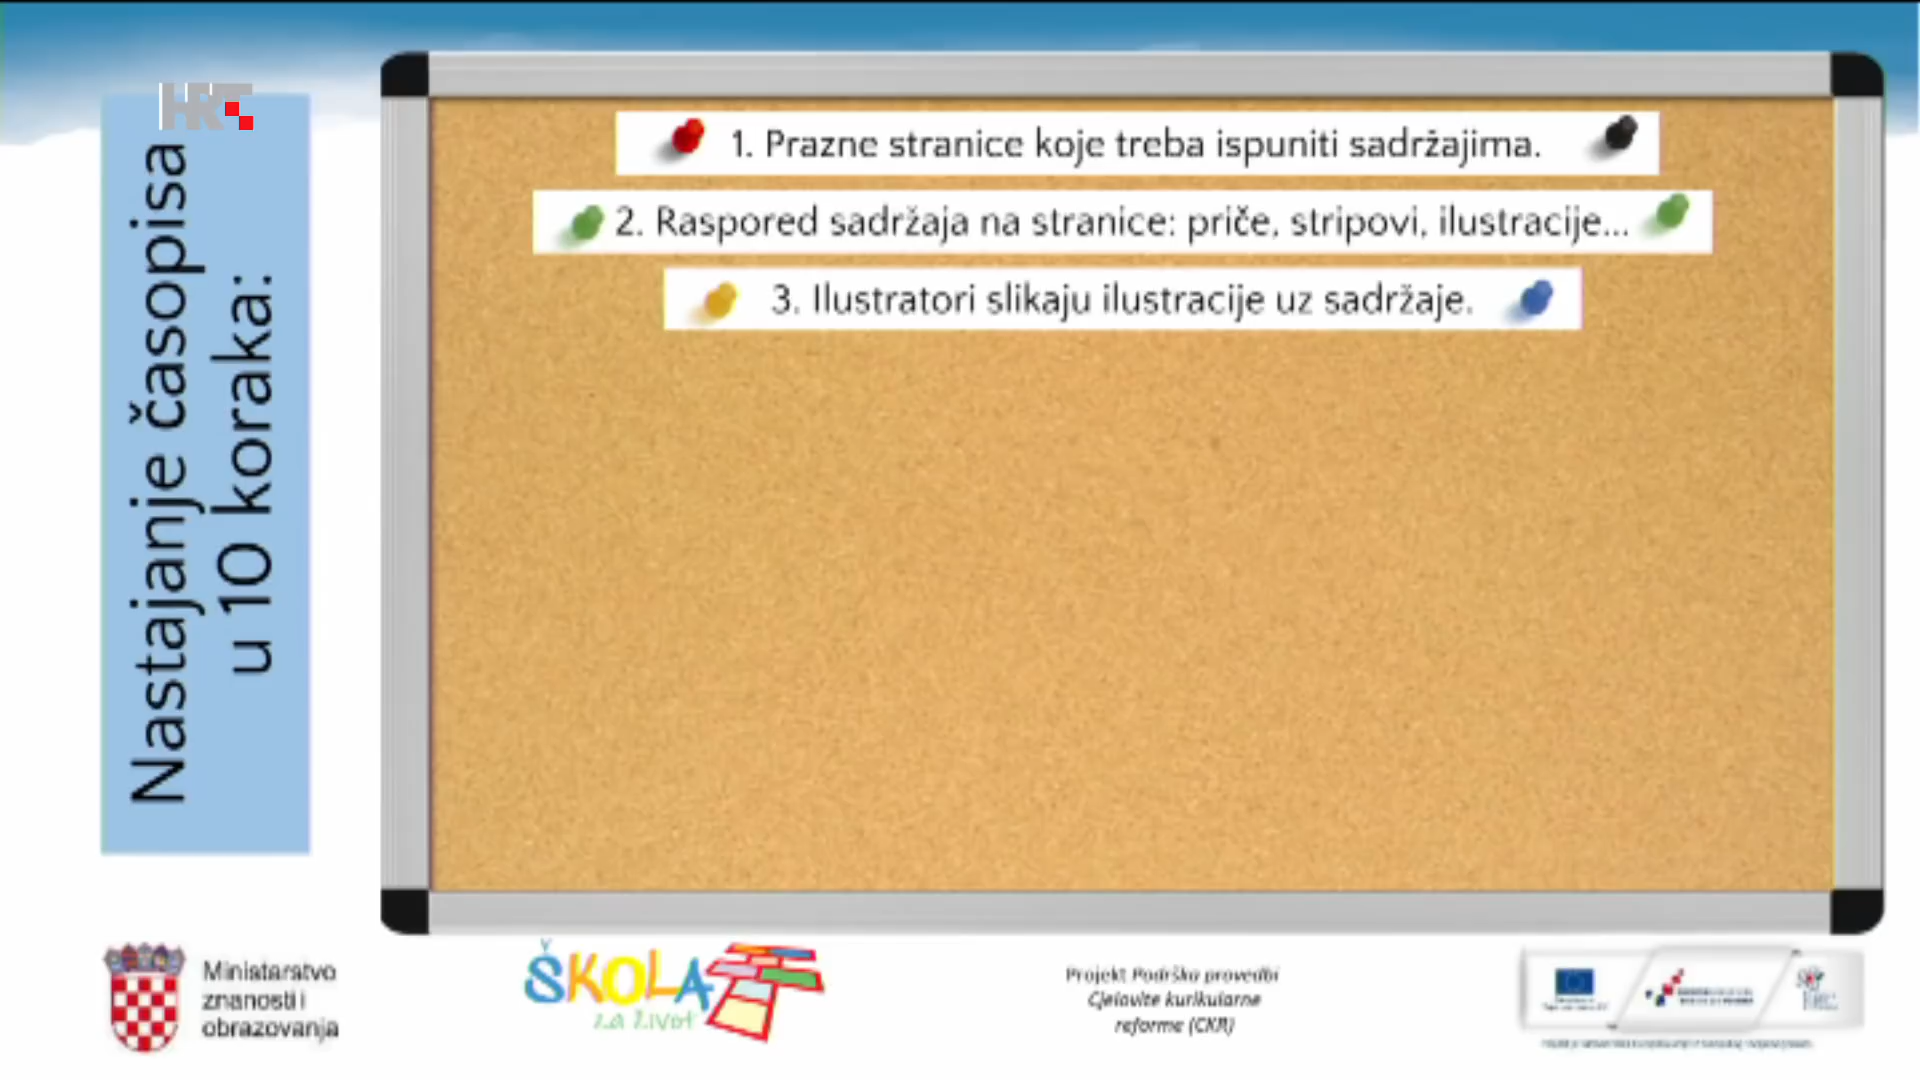 HRT
Nastajanje časopisa
u 10 koraka:
1. Prazne stranice koje treba ispuniti sadržajima.
2. Raspored sadržaja na stranice: priče, stripovi, ilustracije...
3. Ilustratori slikaju ilustracije uz sadržaje.
Ministarstvo
znanosti i
obrazovanja
ŠKOLA
za život
Projekt Podrška provedbi
Cjelovite kurikularne
reforme (CKR)